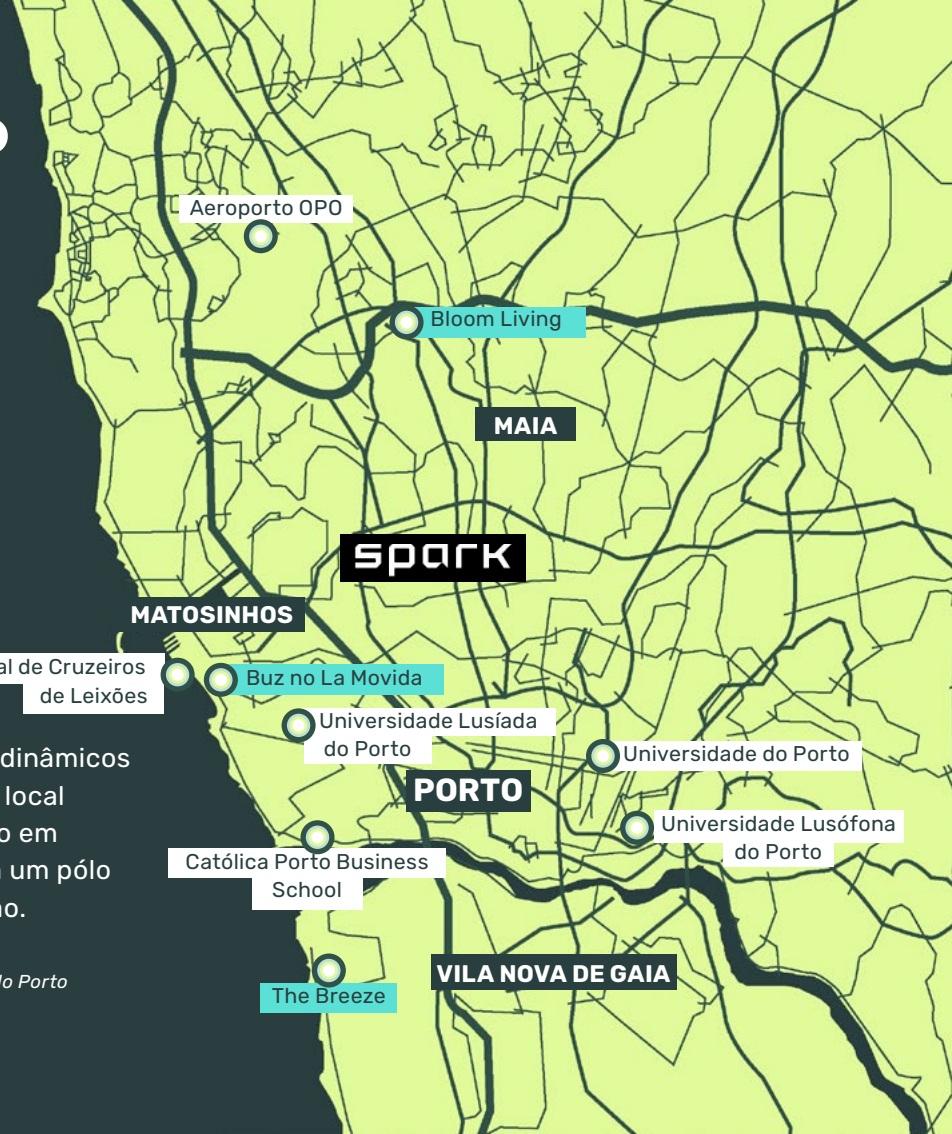 Aeroporto OPO
Bloom Living
MAIA
spark
MATOSINHOS
de Cruzeiros
de Leixões
Buz no La Movida
Universidade Lusíada
do Porto
Universidade do Porto
PORTO
Universidade Lusófona
do Porto
Católica Porto Business
School
VILA NOVA DE GAIA
The Breeze
dinâmicos
local
em
um pólo
Porto